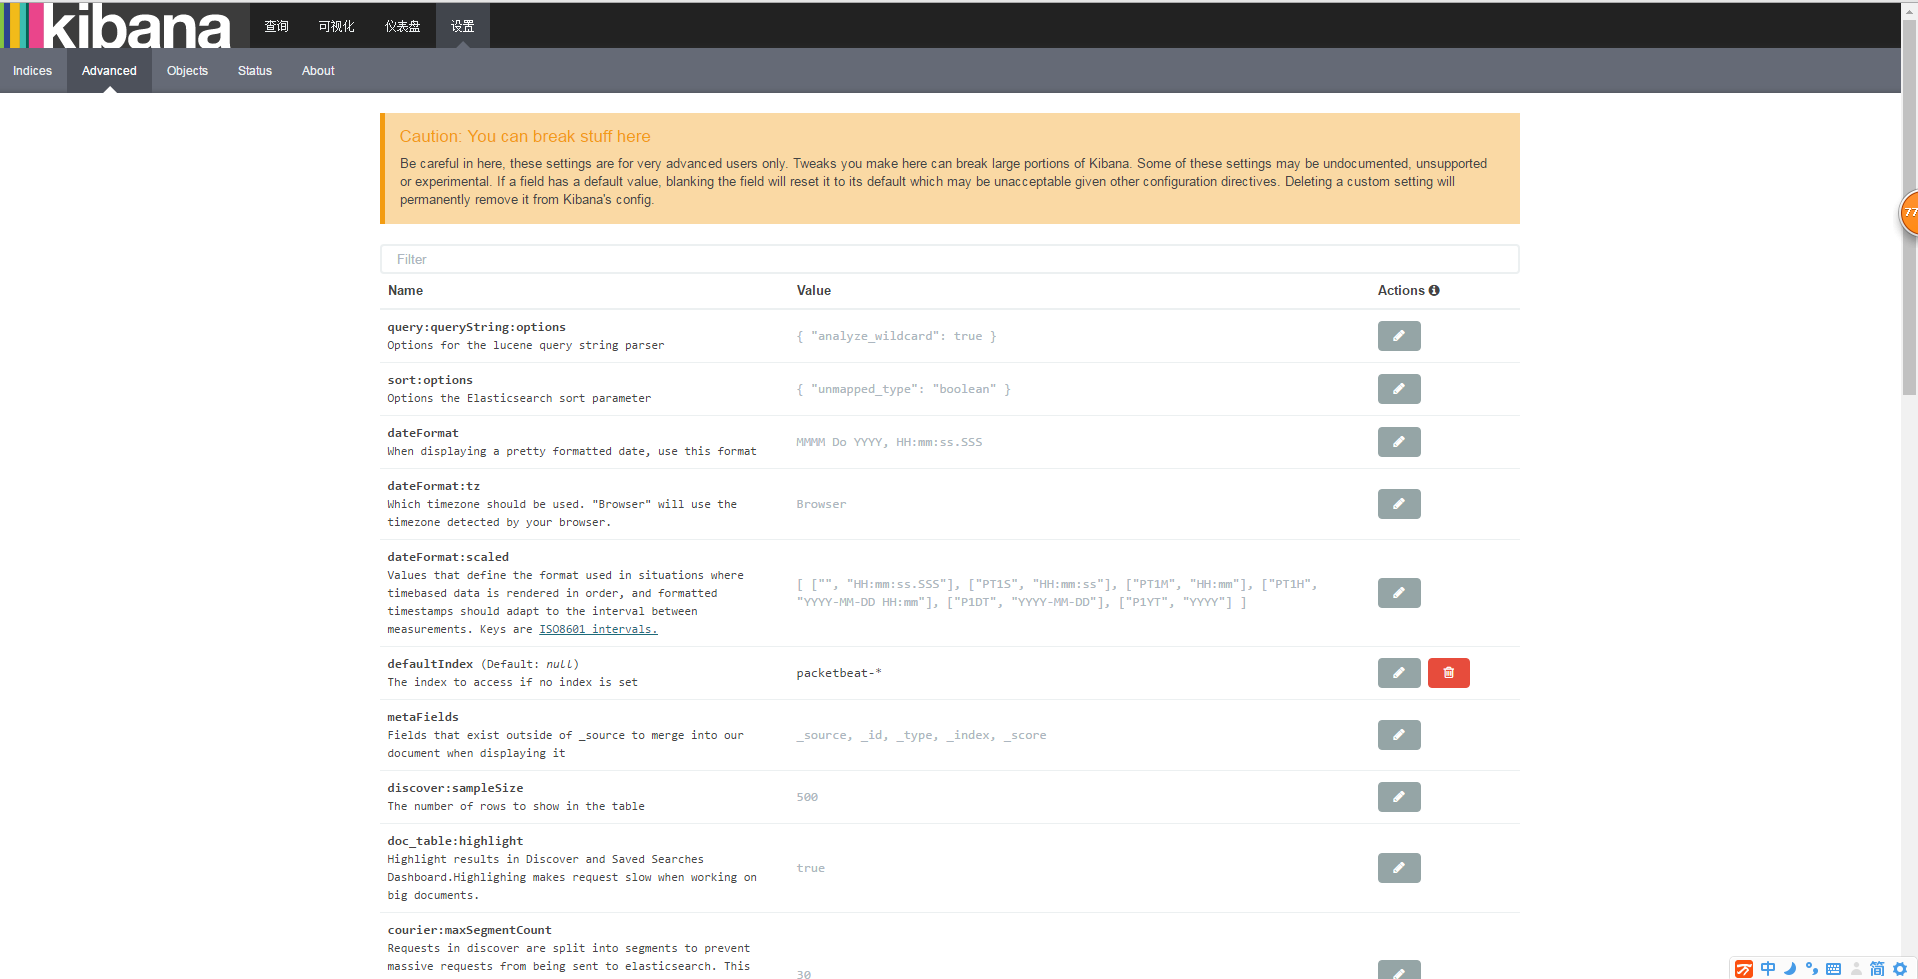 kibana
查询 可视化 仪表盘 设置
Indices Advanced Objects Status About
Caution: You can break stuff here
Be careful in here, these settings are for very advanced users only. Tweaks you make here can break large portions of Kibana. Some of these settings may be undocumented, unsupported
or experimental. If a field has a default value, blanking the field will reset it to its default which may be unacceptable given other configuration directives. Deleting a custom setting will
permanently remove it from Kibana's config.
77
Filter
Name Value Actions
query:queryString:options
Options for the lucene query string parser
{ "analyze_wildcard": true }
sort:options
Options the Elasticsearch sort parameter
{ "unmapped_type": "boolean" }
dateFormat
When displaying a pretty formatted date, use this format
MMMM Do YYYY, HH:mm:ss.SSS
dateFormat:tz
Which timezone should be used. "Browser" will use the
timezone detected by your browser.
Browser
dateFormat:scaled
Values that define the format used in situations where
timebased data is rendered in order, and formatted
timestamps should adapt to the interval between
measurements. Keys are ISO8601 intervals.
[ ["", "HH:mm:ss.SSS"], ["PT1S", "HH:mm:ss"], ["PT1M", "HH:mm"], ["PT1H",
"YYYY-MM-DD HH:mm"], ["P1DT", "YYYY-MM-DD"], ["P1YT", "YYYY"] ]
defaultIndex (Default: null)
The index to access if no index is set
packetbeat-*
metaFields
Fields that exist outside of _source to merge into our
document when displaying it
_source, _id, _type, _index, _score
discover:sampleSize
The number of rows to show in the table
500
doc_table:highlight
Highlight results in Discover and Saved Searches
Dashboard.Highlighing makes request slow when working on
big documents.
true
courier:maxSegmentCount
Requests in discover are split into segments to prevent
massive requests from being sent to elasticsearch. This
30
中 简